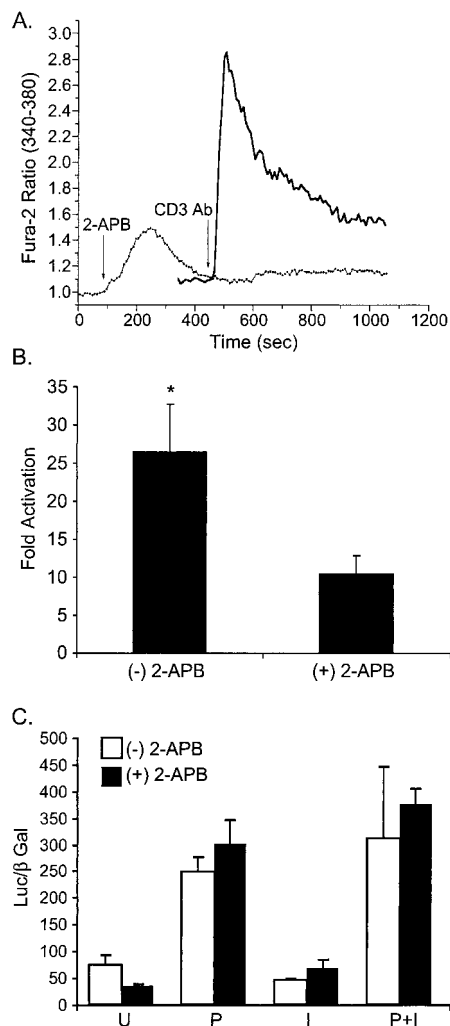 A.
Fura-2 Ratio (340-380)
2.8
2.6
2.4
2.2
2.0
1.8
1.6
1.4
1.2
1.0
2-APB
CD3 Ab
0 200 400 600 800 1000 1200
Time (sec)
B.
Fold Activation
35
30
25
20
15
10
5
0
*
(-) 2-APB (+) 2-APB
C.
Luc/β Gal
500
450
400
350
300
250
200
150
100
50
0
(-) 2-APB
(+) 2-APB
U P I P+I